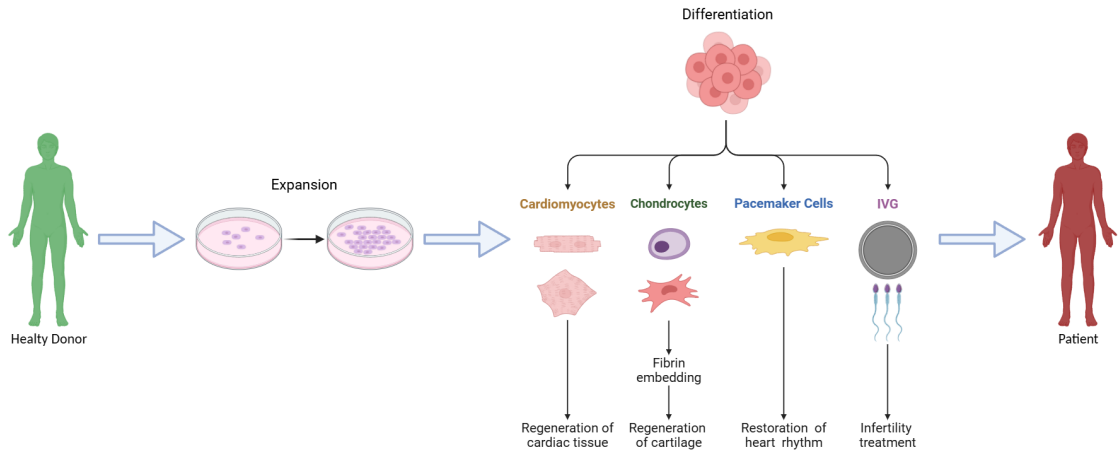 Differentiation
Expansion
Cardiomyocytes
Chondrocytes
Pacemaker Cells
IVG
Healty Donor
Patient
Fibrin
embedding
Regeneration of
cardiac tissue
Regeneration
of cartilage
Restoration of
heart rhythm
Infertility
treatment